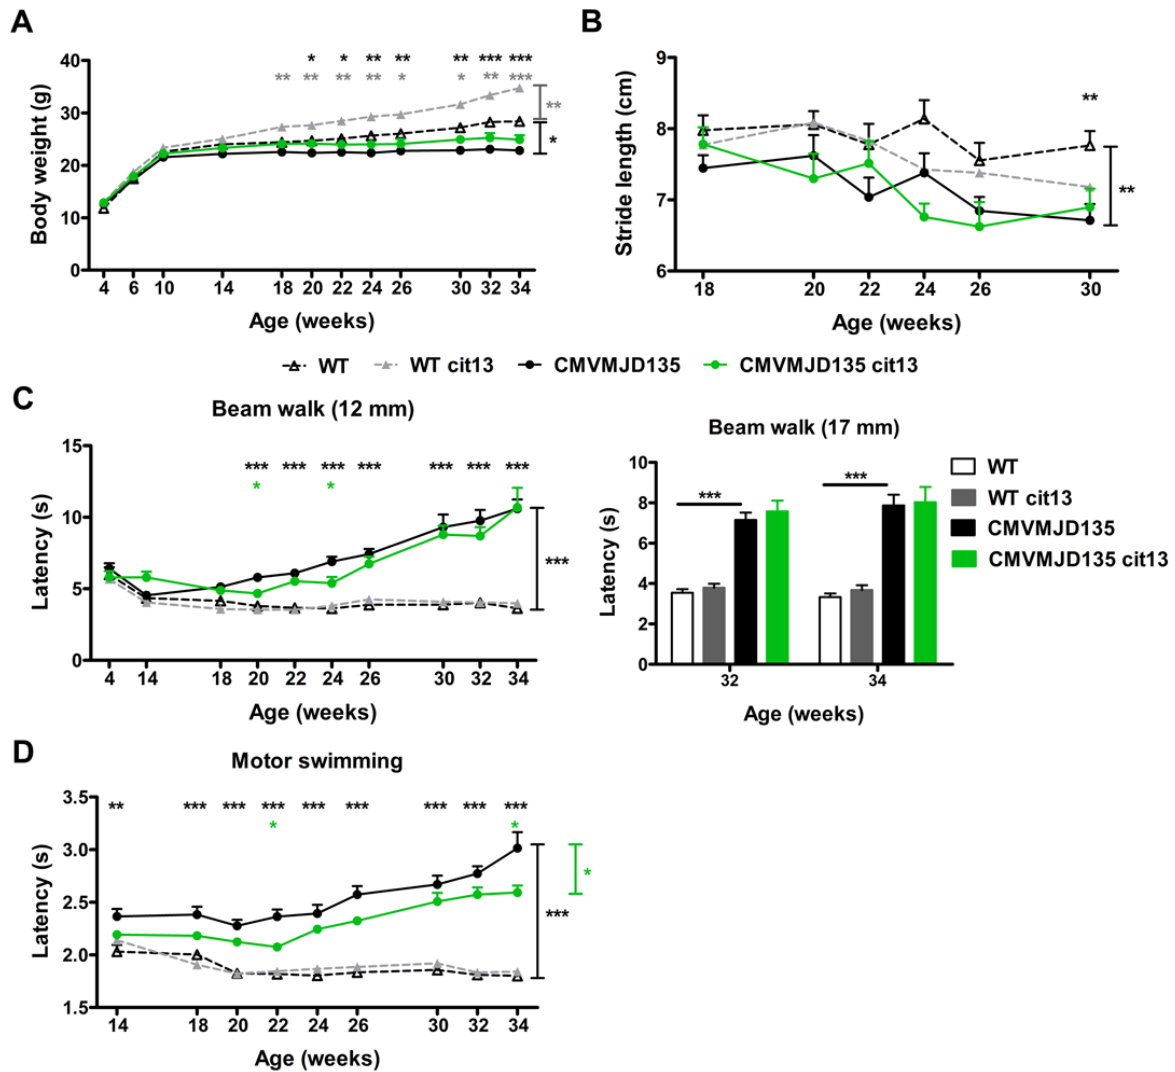 A
Body weight (g)
40
30
20
10
0
* * ** ** ** *** ***
** ** ** ** * * ** ***
**
*
4 6 10 14 18 20 22 24 26 30 32 34
Age (weeks)
B
Stride length (cm)
9
8
7
6
**
**
18 20 22 24 26 30
Age (weeks)
WT WT cit13 CMVMJD135 CMVMJD135 cit13
C
Beam walk (12 mm)
Latency (s)
15
10
5
0
*** *** *** *** *** *** ***
* *
***
4 14 18 20 22 24 26 30 32 34
Age (weeks)
Beam walk (17 mm)
Latency (s)
10
8
6
4
2
0
*** ***
32 34
Age (weeks)
WT
WT cit13
CMVMJD135
CMVMJD135 cit13
D
Motor swimming
Latency (s)
3.5
3.0
2.5
2.0
1.5
** *** *** *** *** *** *** *** ***
* *
*
***
14 18 20 22 24 26 30 32 34
Age (weeks)